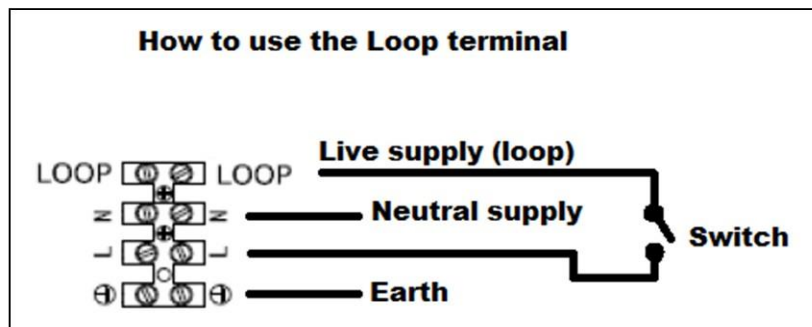 How to use the Loop terminal
LOOP LOOP Live supply (loop)
N N Neutral supply
L L Switch
Earth